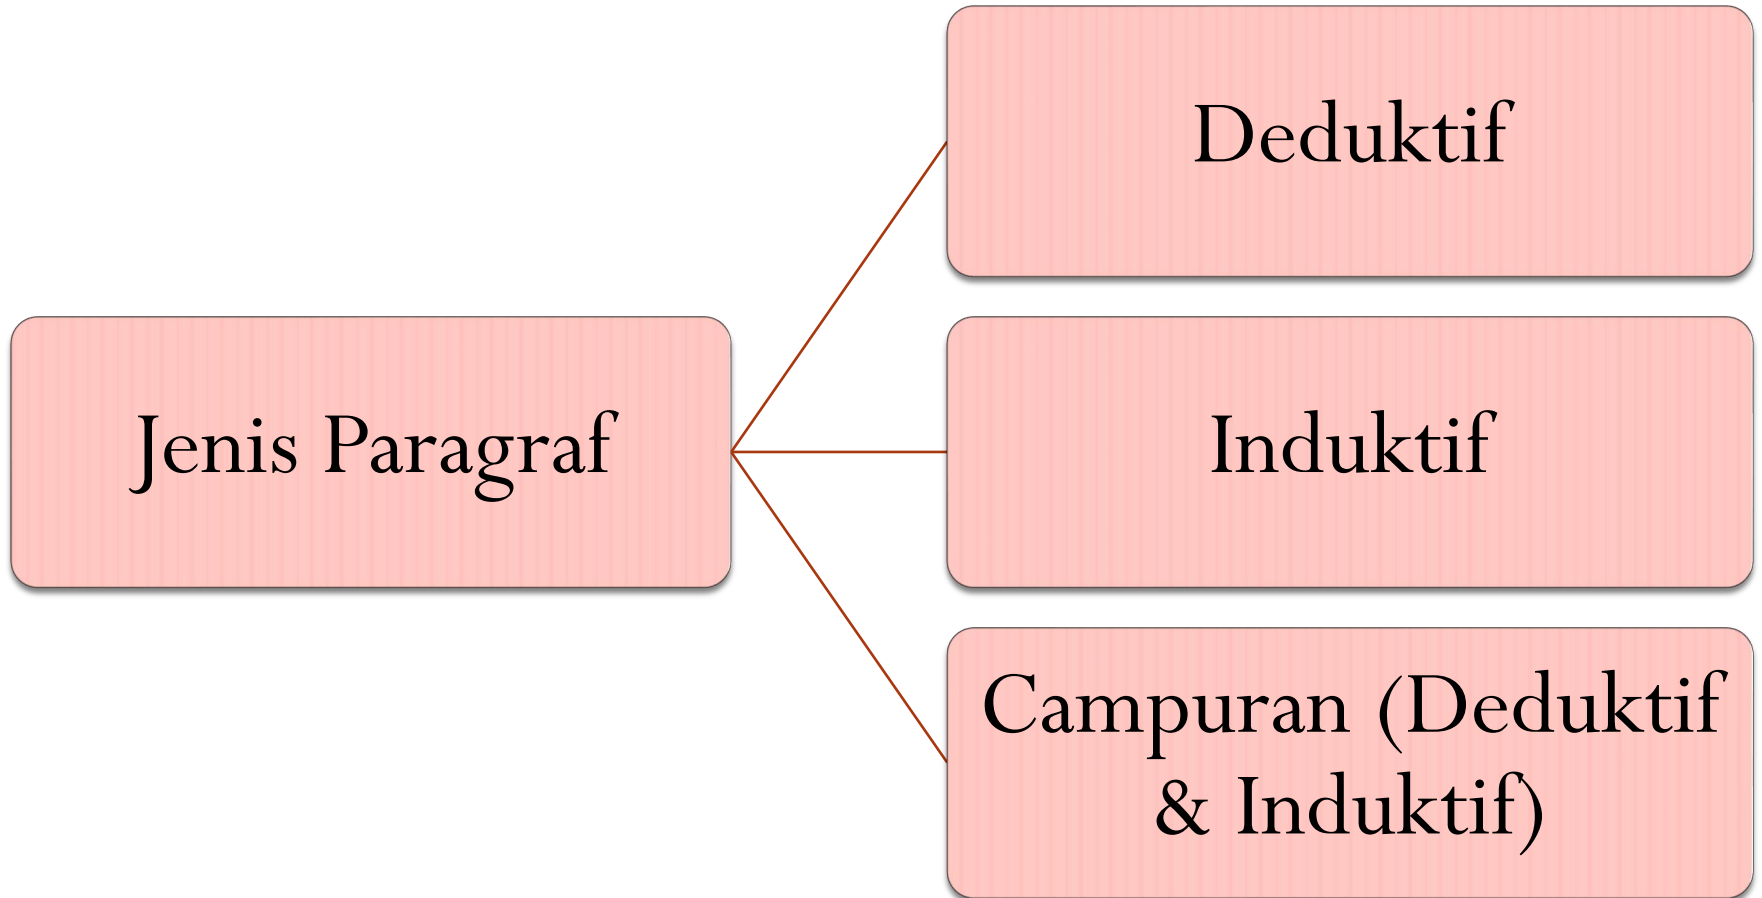 Jenis Paragraf
Deduktif
Induktif
Campuran (Deduktif
& Induktif)